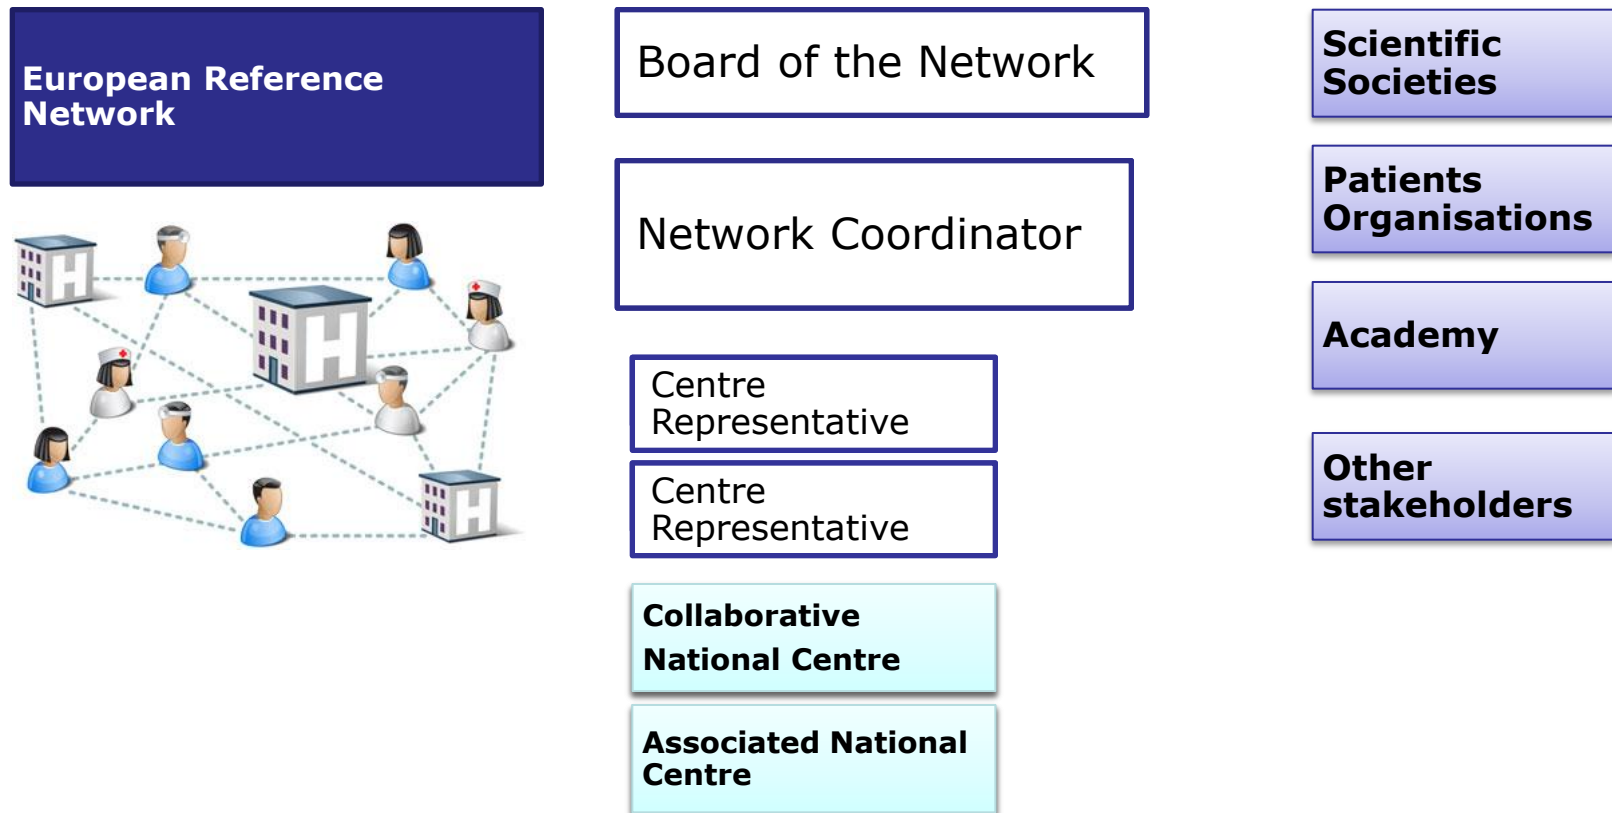 European Reference
Network
Board of the Network
Network Coordinator
Centre
Representative
Centre
Representative
Collaborative
National Centre
Associated National
Centre
Scientific
Societies
Patients
Organisations
Academy
Other
stakeholders
H
H
H